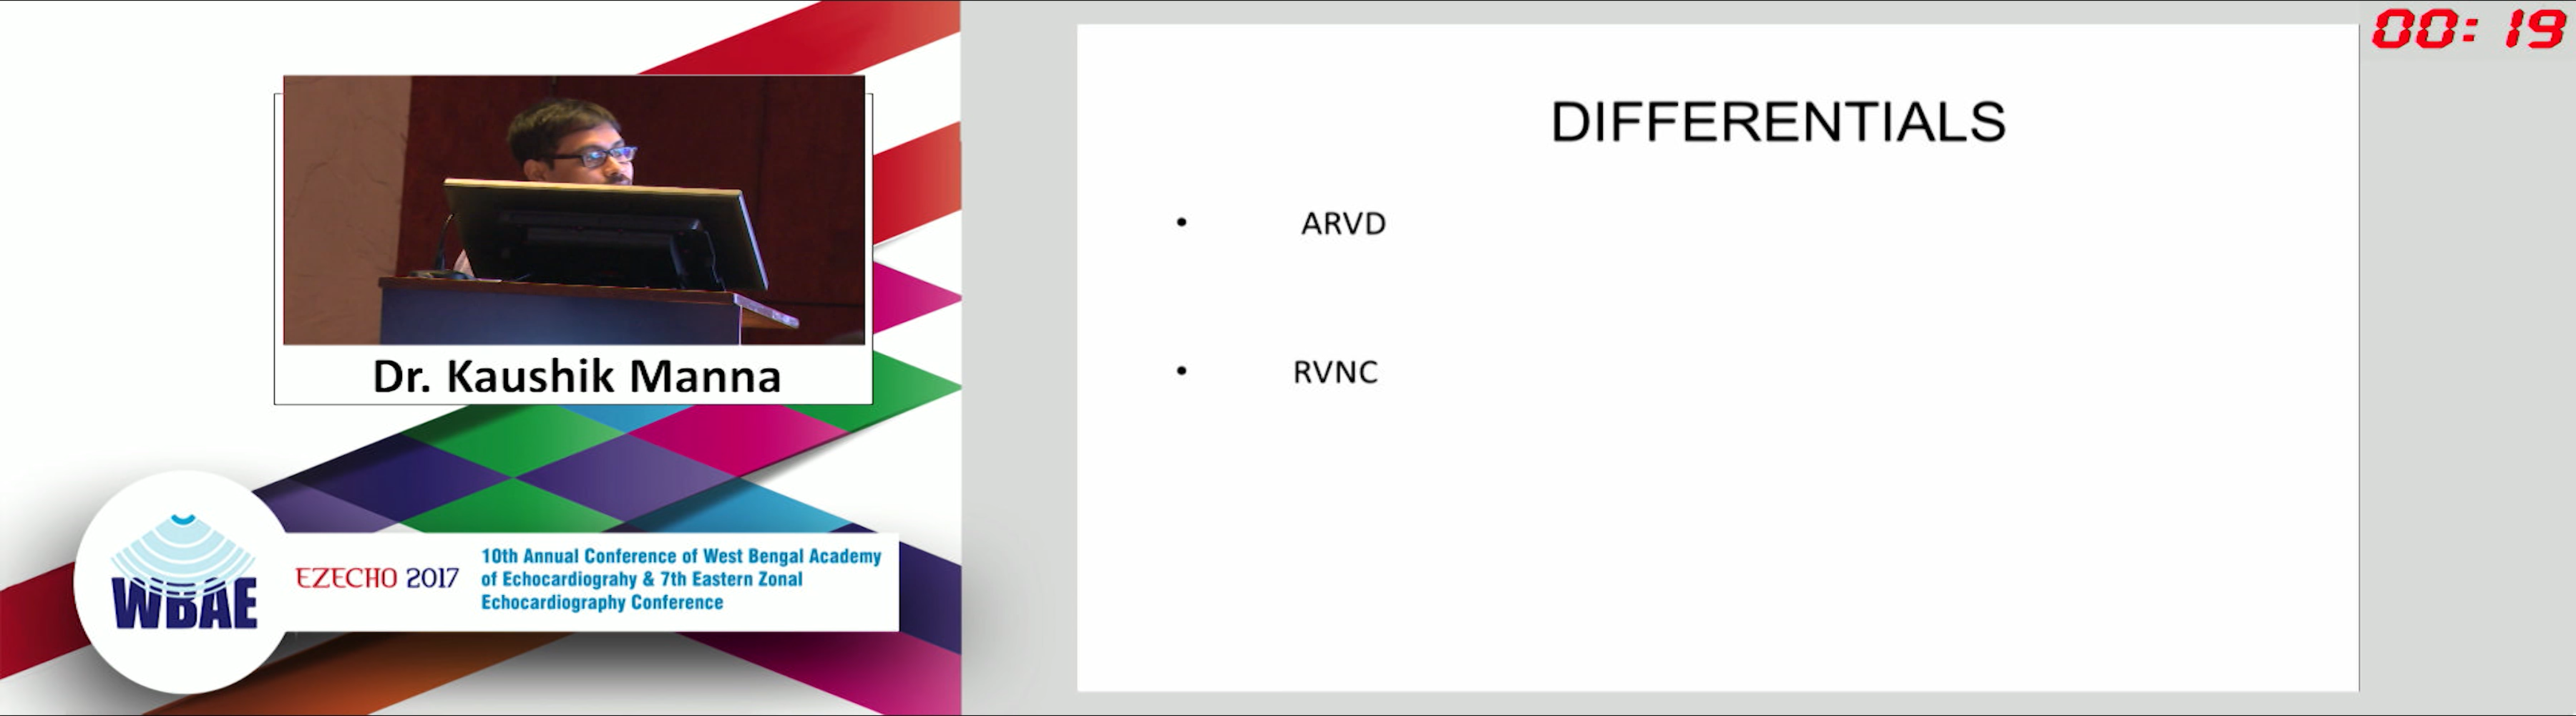 Dr. Kaushik Manna
WBAE
EZECHO 2017
10th Annual Conference of West Bengal Academy
of Echocardiograhy & 7th Eastern Zonal
Echocardiography Conference
DIFFERENTIALS
• ARVD
• RVNC
00: 19